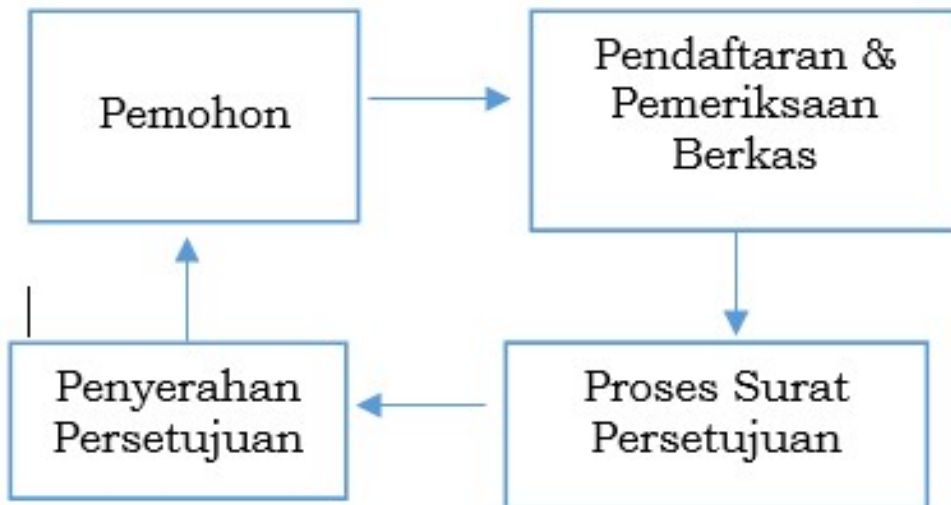 Pemohon
Pendaftaran &
Pemeriksaan
Berkas
Penyerahan
Persetujuan
Proses Surat
Persetujuan